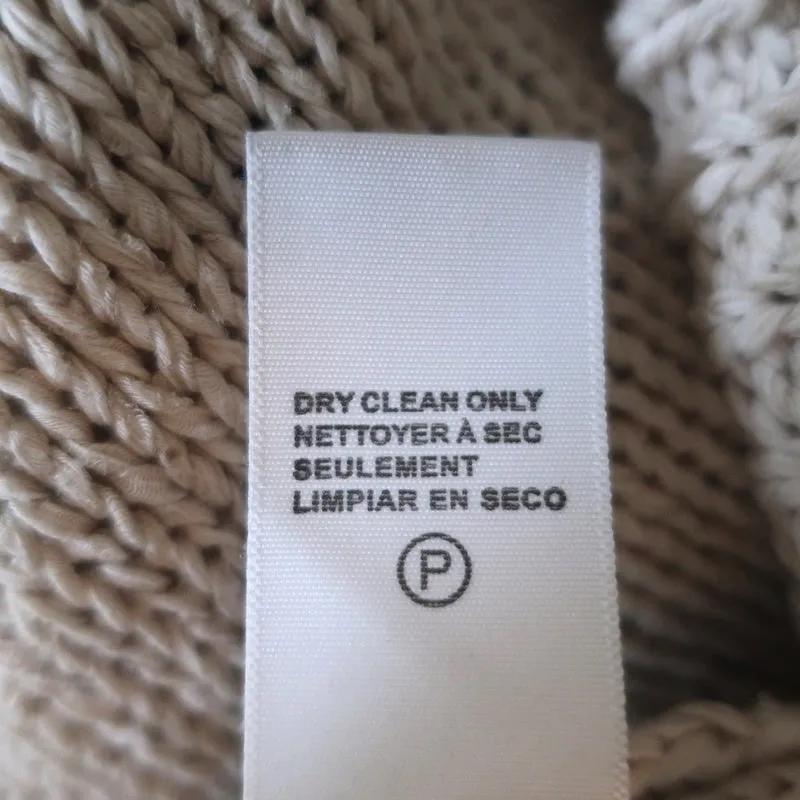 DRY CLEAN ONLY
NETTOYER À SEC
SEULEMENT
LIMPIAR EN SECO
P